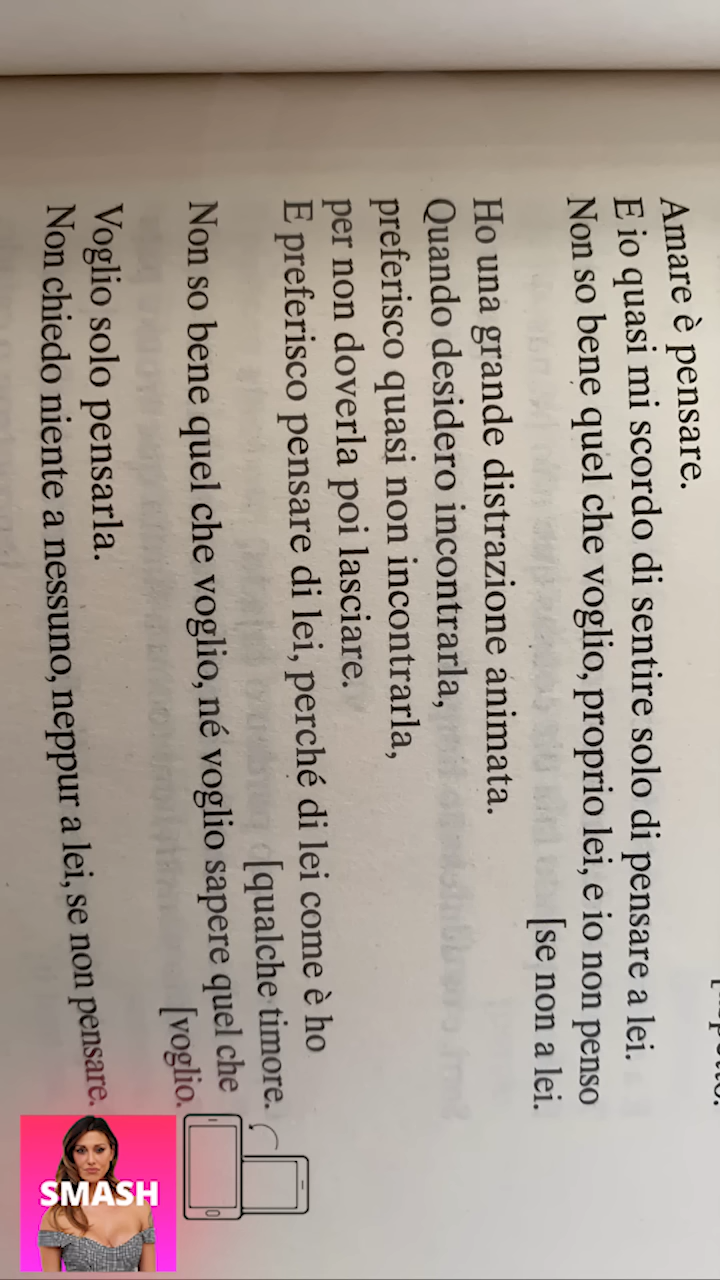 Amare è pensare.
E io quasi mi scordo di sentire solo di pensare a lei.
Non so bene quel che voglio, proprio lei, e io non penso
[se non a lei.
Ho una grande distrazione animata.
Quando desidero incontrarla,
preferisco quasi non incontrarla,
per non doverla poi lasciare.
E preferisco pensare di lei, perché di lei come è ho
[qualche timore.
Non so bene quel che voglio, né voglio sapere quel che
[voglio.
Voglio solo pensarla.
Non chiedo niente a nessuno, neppur a lei, se non pensare.
SMASH